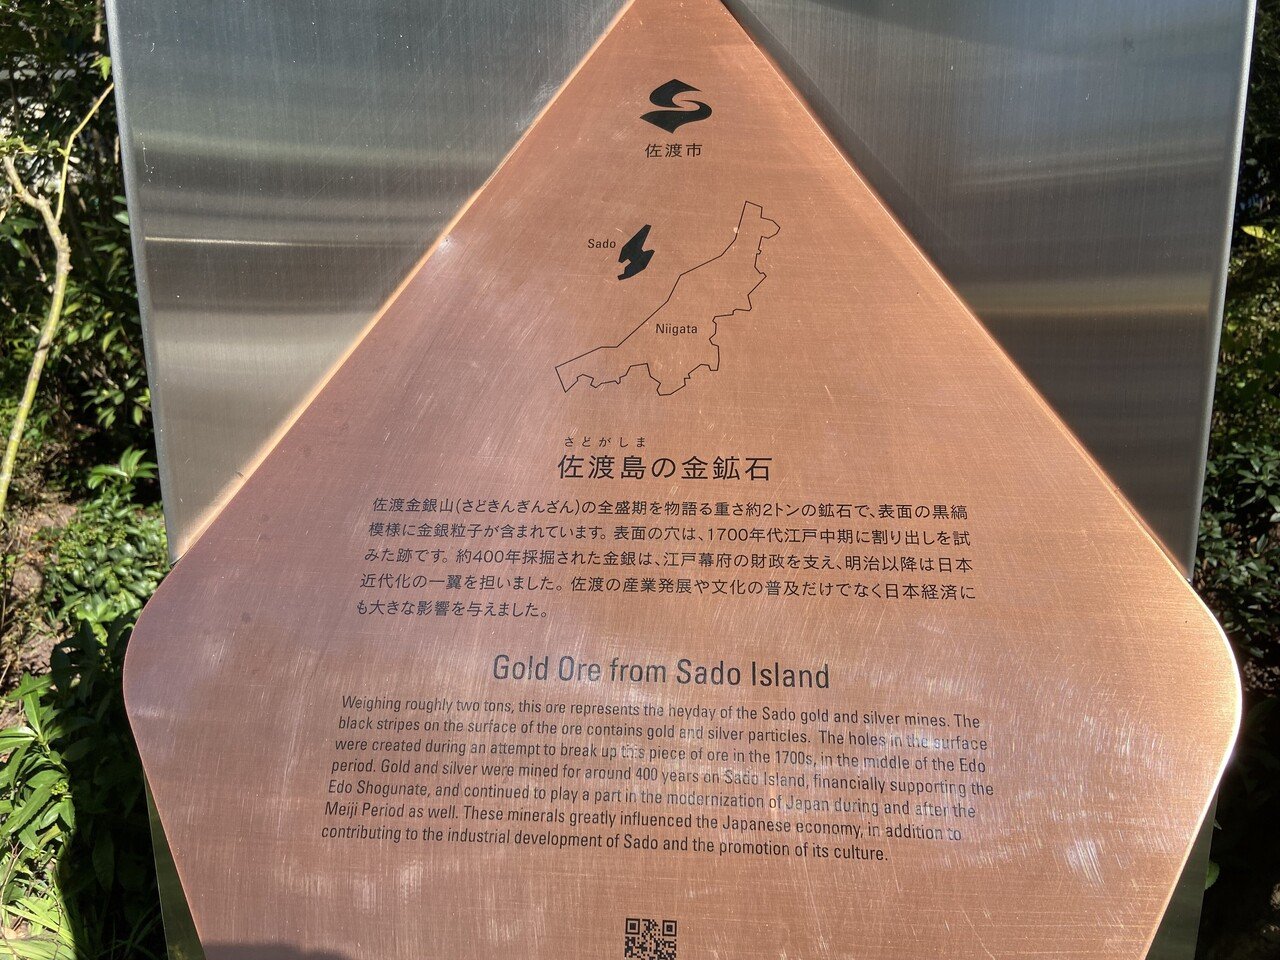 佐渡市
Sado
Niigata
さどがしま
佐渡島の金鉱石
佐渡金銀山(さどきんぎんざん)の全盛期を物語る重さ約2トンの鉱石で、表面の黒縞
模様に金銀粒子が含まれています。表面の穴は、1700年代江戸中期に割り出しを試
みた跡です。約400年採掘された金銀は、江戸幕府の財政を支え、明治以降は日本
近代化の一翼を担いました。佐渡の産業発展や文化の普及だけでなく日本経済に
も大きな影響を与えました。
Gold Ore from Sado Island
Weighing roughly two tons, this ore represents the heyday of the Sado gold and silver mines. The
black stripes on the surface of the ore contains gold and silver particles. The holes in the surface
were created during an attempt to break up this piece of ore in the 1700s, in the middle of the Edo
period. Gold and silver were mined for around 400 years on Sado Island, financially supporting the
Edo Shogunate, and continued to play a part in the modernization of Japan during and after the
Meiji Period as well. These minerals greatly influenced the Japanese economy, in addition to
contributing to the industrial development of Sado and the promotion of its culture.